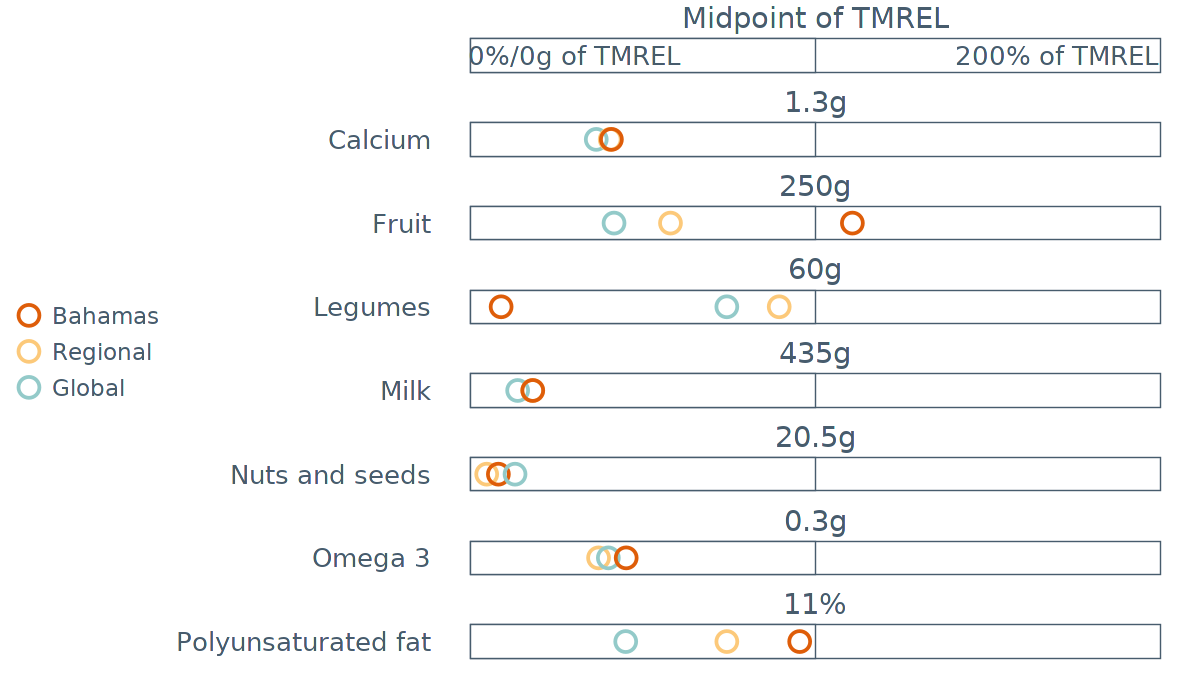 Midpoint of TMREL
0%/0g of TMREL
200% of TMREL
1.3g
Calcium
250g
Fruit
60g
Legumes
435g
Milk
20.5g
Nuts and seeds
0.3g
Omega 3
11%
Polyunsaturated fat
Bahamas
Regional
Global